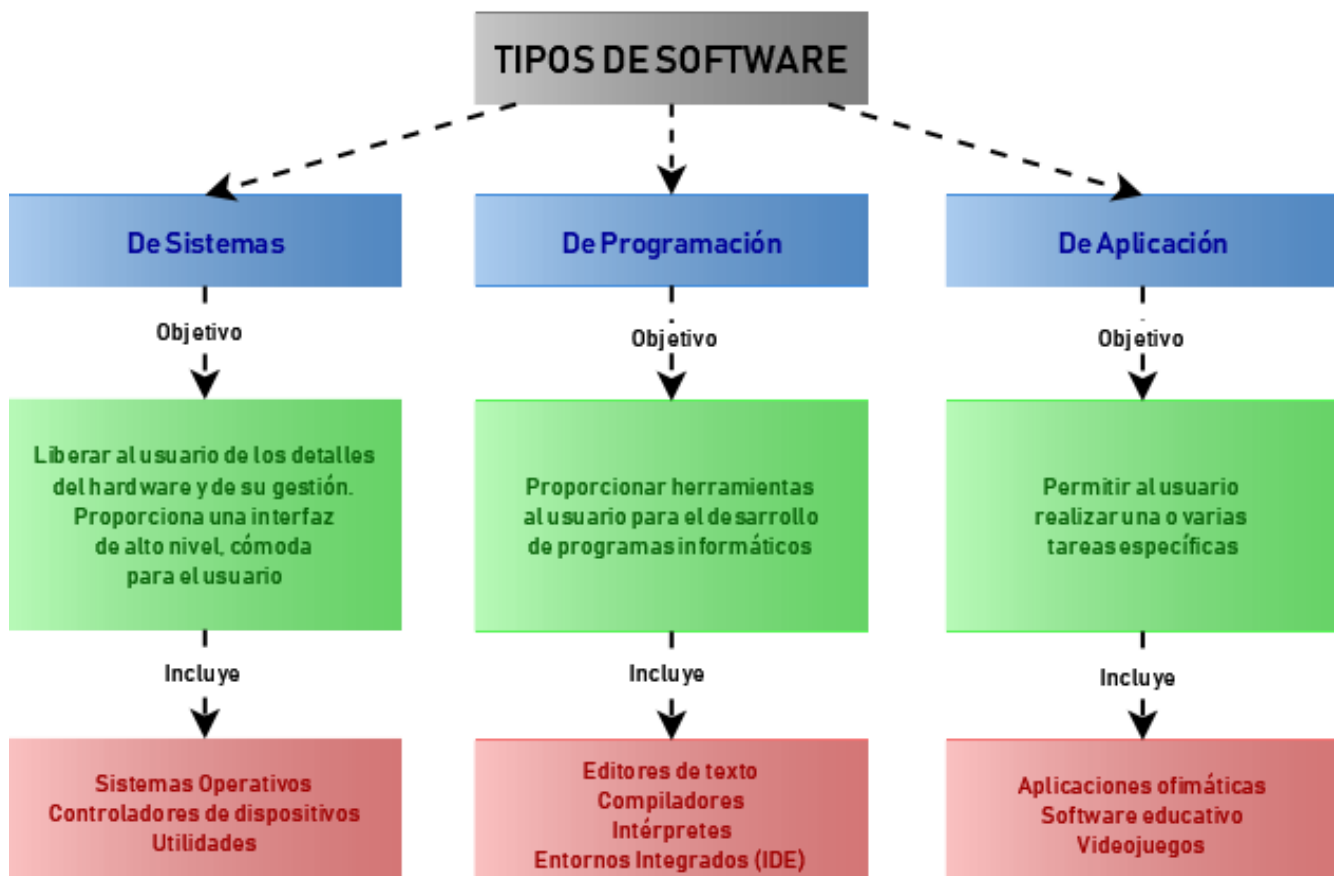 TIPOS DE SOFTWARE
De Sistemas
Objetivo
Liberar al usuario de los detalles
del hardware y de su gestión.
Proporciona una interfaz
de alto nivel, cómoda
para el usuario
Incluye
Sistemas Operativos
Controladores de dispositivos
Utilidades
De Programación
Objetivo
Proporcionar herramientas
al usuario para el desarrollo
de programas informáticos
Incluye
Editores de texto
Compiladores
Intérpretes
Entornos Integrados (IDE)
De Aplicación
Objetivo
Permitir al usuario
realizar una o varias
tareas específicas
Incluye
Aplicaciones ofimáticas
Software educativo
Videojuegos